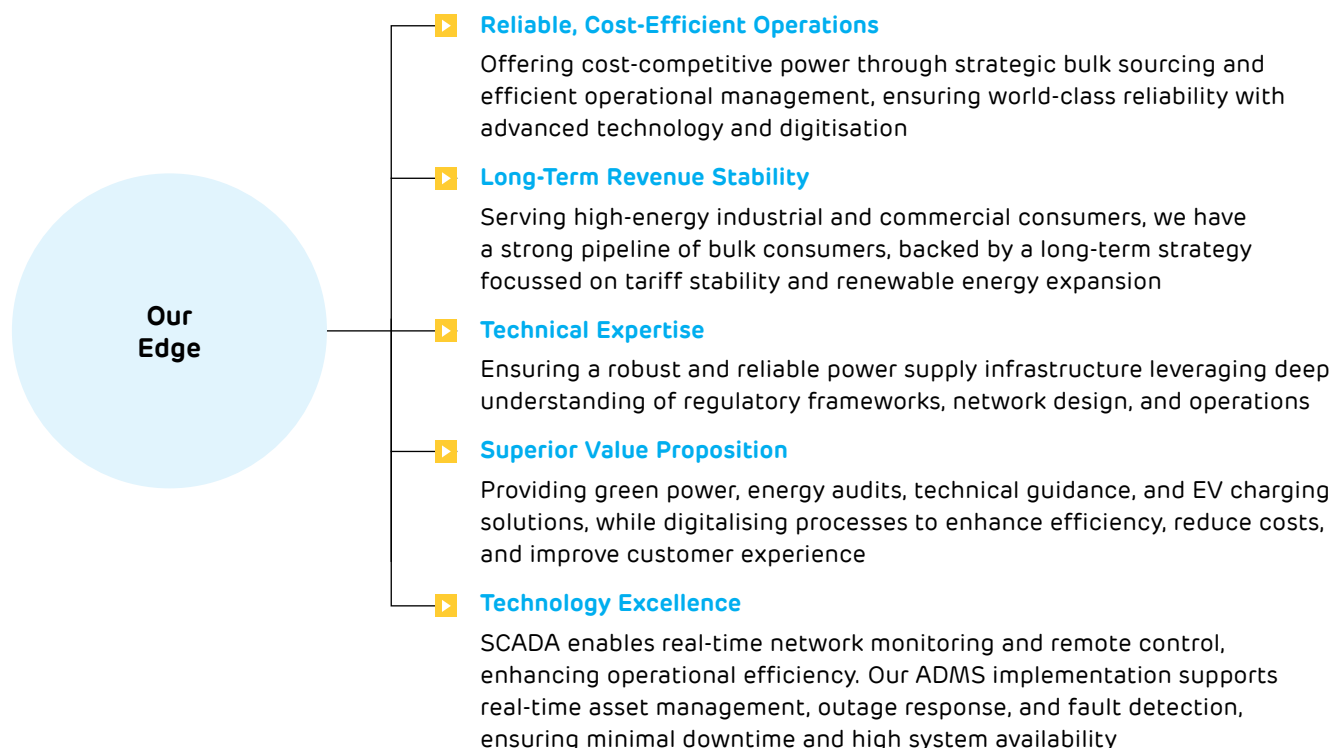 Our
Edge
Reliable, Cost-Efficient Operations
Offering cost-competitive power through strategic bulk sourcing and
efficient operational management, ensuring world-class reliability with
advanced technology and digitisation
Long-Term Revenue Stability
Serving high-energy industrial and commercial consumers, we have
a strong pipeline of bulk consumers, backed by a long-term strategy
focussed on tariff stability and renewable energy expansion
Technical Expertise
Ensuring a robust and reliable power supply infrastructure leveraging deep
understanding of regulatory frameworks, network design, and operations
Superior Value Proposition
Providing green power, energy audits, technical guidance, and EV charging
solutions, while digitalising processes to enhance efficiency, reduce costs,
and improve customer experience
Technology Excellence
SCADA enables real-time network monitoring and remote control,
enhancing operational efficiency. Our ADMS implementation supports
real-time asset management, outage response, and fault detection,
ensuring minimal downtime and high system availability